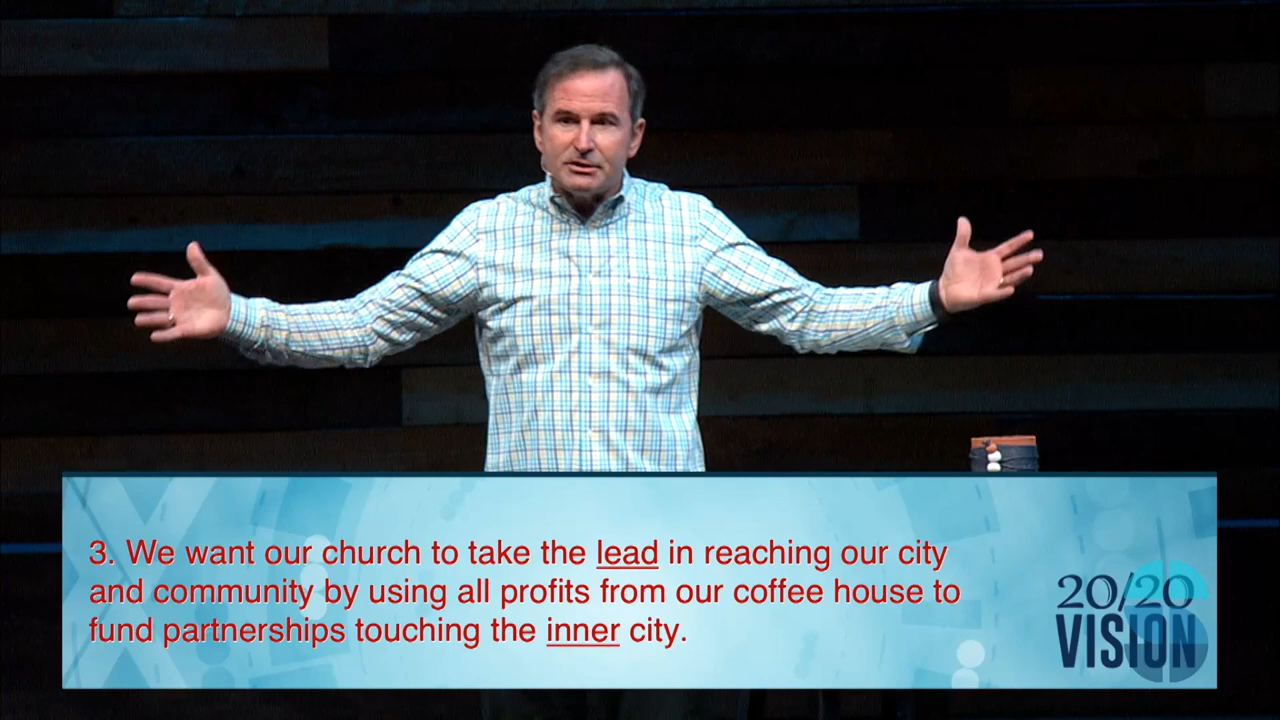 3. We want our church to take the lead in reaching our city
and community by using all profits from our coffee house to
fund partnerships touching the inner city.
20/20
VISION